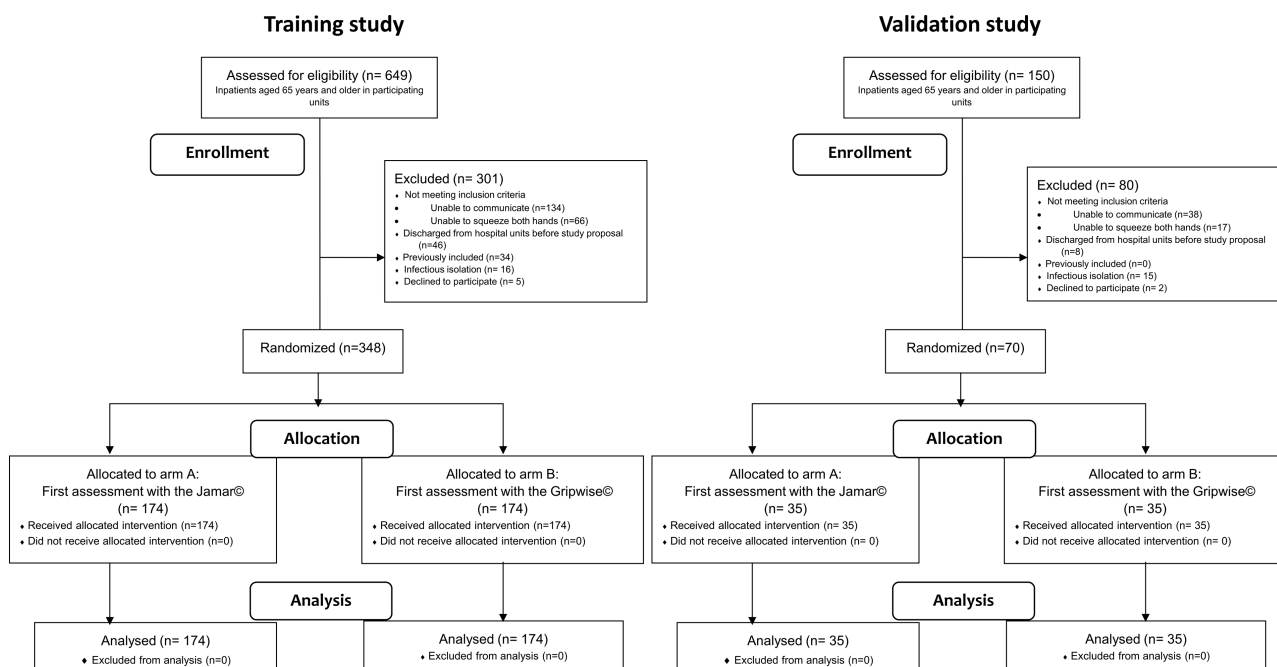 Training study
Assessed for eligibility (n= 649)
Inpatients aged 65 years and older in participating
units
Enrollment
Excluded (n= 301)
⬧ Not meeting inclusion criteria
• Unable to communicate (n=134)
• Unable to squeeze both hands (n=66)
⬧ Discharged from hospital units before study proposal
(n=46)
⬧ Previously included (n=34)
⬧ Infectious isolation (n= 16)
⬧ Declined to participate (n= 5)
Randomized (n=348)
Allocation
Allocated to arm A:
First assessment with the Jamar©
(n= 174)
⬧ Received allocated intervention (n=174)
⬧ Did not receive allocated intervention (n=0)
Allocated to arm B:
First assessment with the Gripwise©
(n= 174)
⬧ Received allocated intervention (n=174)
⬧ Did not receive allocated intervention (n=0)
Analysis
Analysed (n= 174)
⬧ Excluded from analysis (n=0)
Analysed (n= 174)
⬧ Excluded from analysis (n=0)
Validation study
Assessed for eligibility (n= 150)
Inpatients aged 65 years and older in participating
units
Enrollment
Excluded (n= 80)
⬧ Not meeting inclusion criteria
• Unable to communicate (n=38)
• Unable to squeeze both hands (n=17)
⬧ Discharged from hospital units before study proposal
(n=8)
⬧ Previously included (n=0)
⬧ Infectious isolation (n= 15)
⬧ Declined to participate (n= 2)
Randomized (n=70)
Allocation
Allocated to arm A:
First assessment with the Jamar©
(n= 35)
⬧ Received allocated intervention (n= 35)
⬧ Did not receive allocated intervention (n= 0)
Allocated to arm B:
First assessment with the Gripwise©
(n= 35)
⬧ Received allocated intervention (n= 35)
⬧ Did not receive allocated intervention (n= 0)
Analysis
Analysed (n= 35)
⬧ Excluded from analysis (n=0)
Analysed (n= 35)
⬧ Excluded from analysis (n=0)